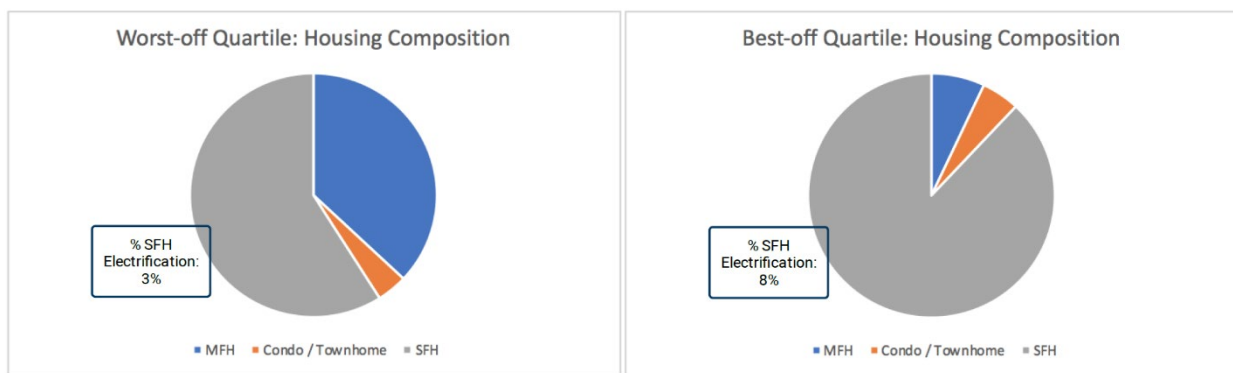 Worst-off Quartile: Housing Composition
% SFH
Electrification:
3%
MFH Condo / Townhome SFH
Best-off Quartile: Housing Composition
% SFH
Electrification:
8%
MFH Condo / Townhome SFH